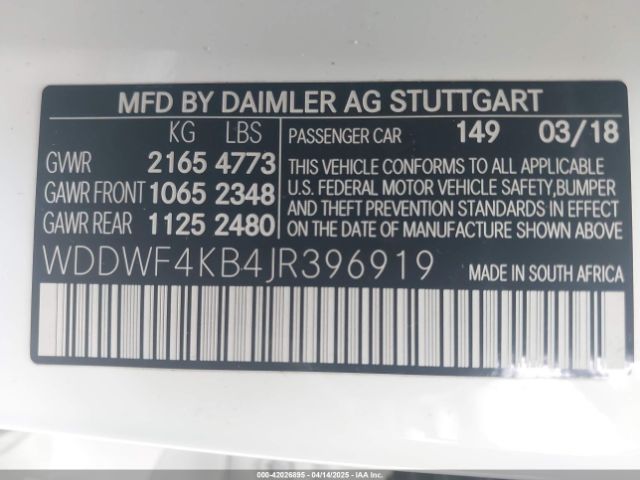 MFD BY DAIMLER AG STUTTGART
KG LBS
GVWR 2165 4773
GAWR FRONT 1065 2348
GAWR REAR 1125 2480
PASSENGER CAR 149 03/18
THIS VEHICLE CONFORMS TO ALL APPLICABLE
U.S. FEDERAL MOTOR VEHICLE SAFETY,BUMPER
AND THEFT PREVENTION STANDARDS IN EFFECT
ON THE DATE OF MANUFACTURE SHOWN ABOVE.
WDDWF4KB4JR396919
MADE IN SOUTH AFRICA
000-42026895 - 04/14/2025 - IAAI.COM